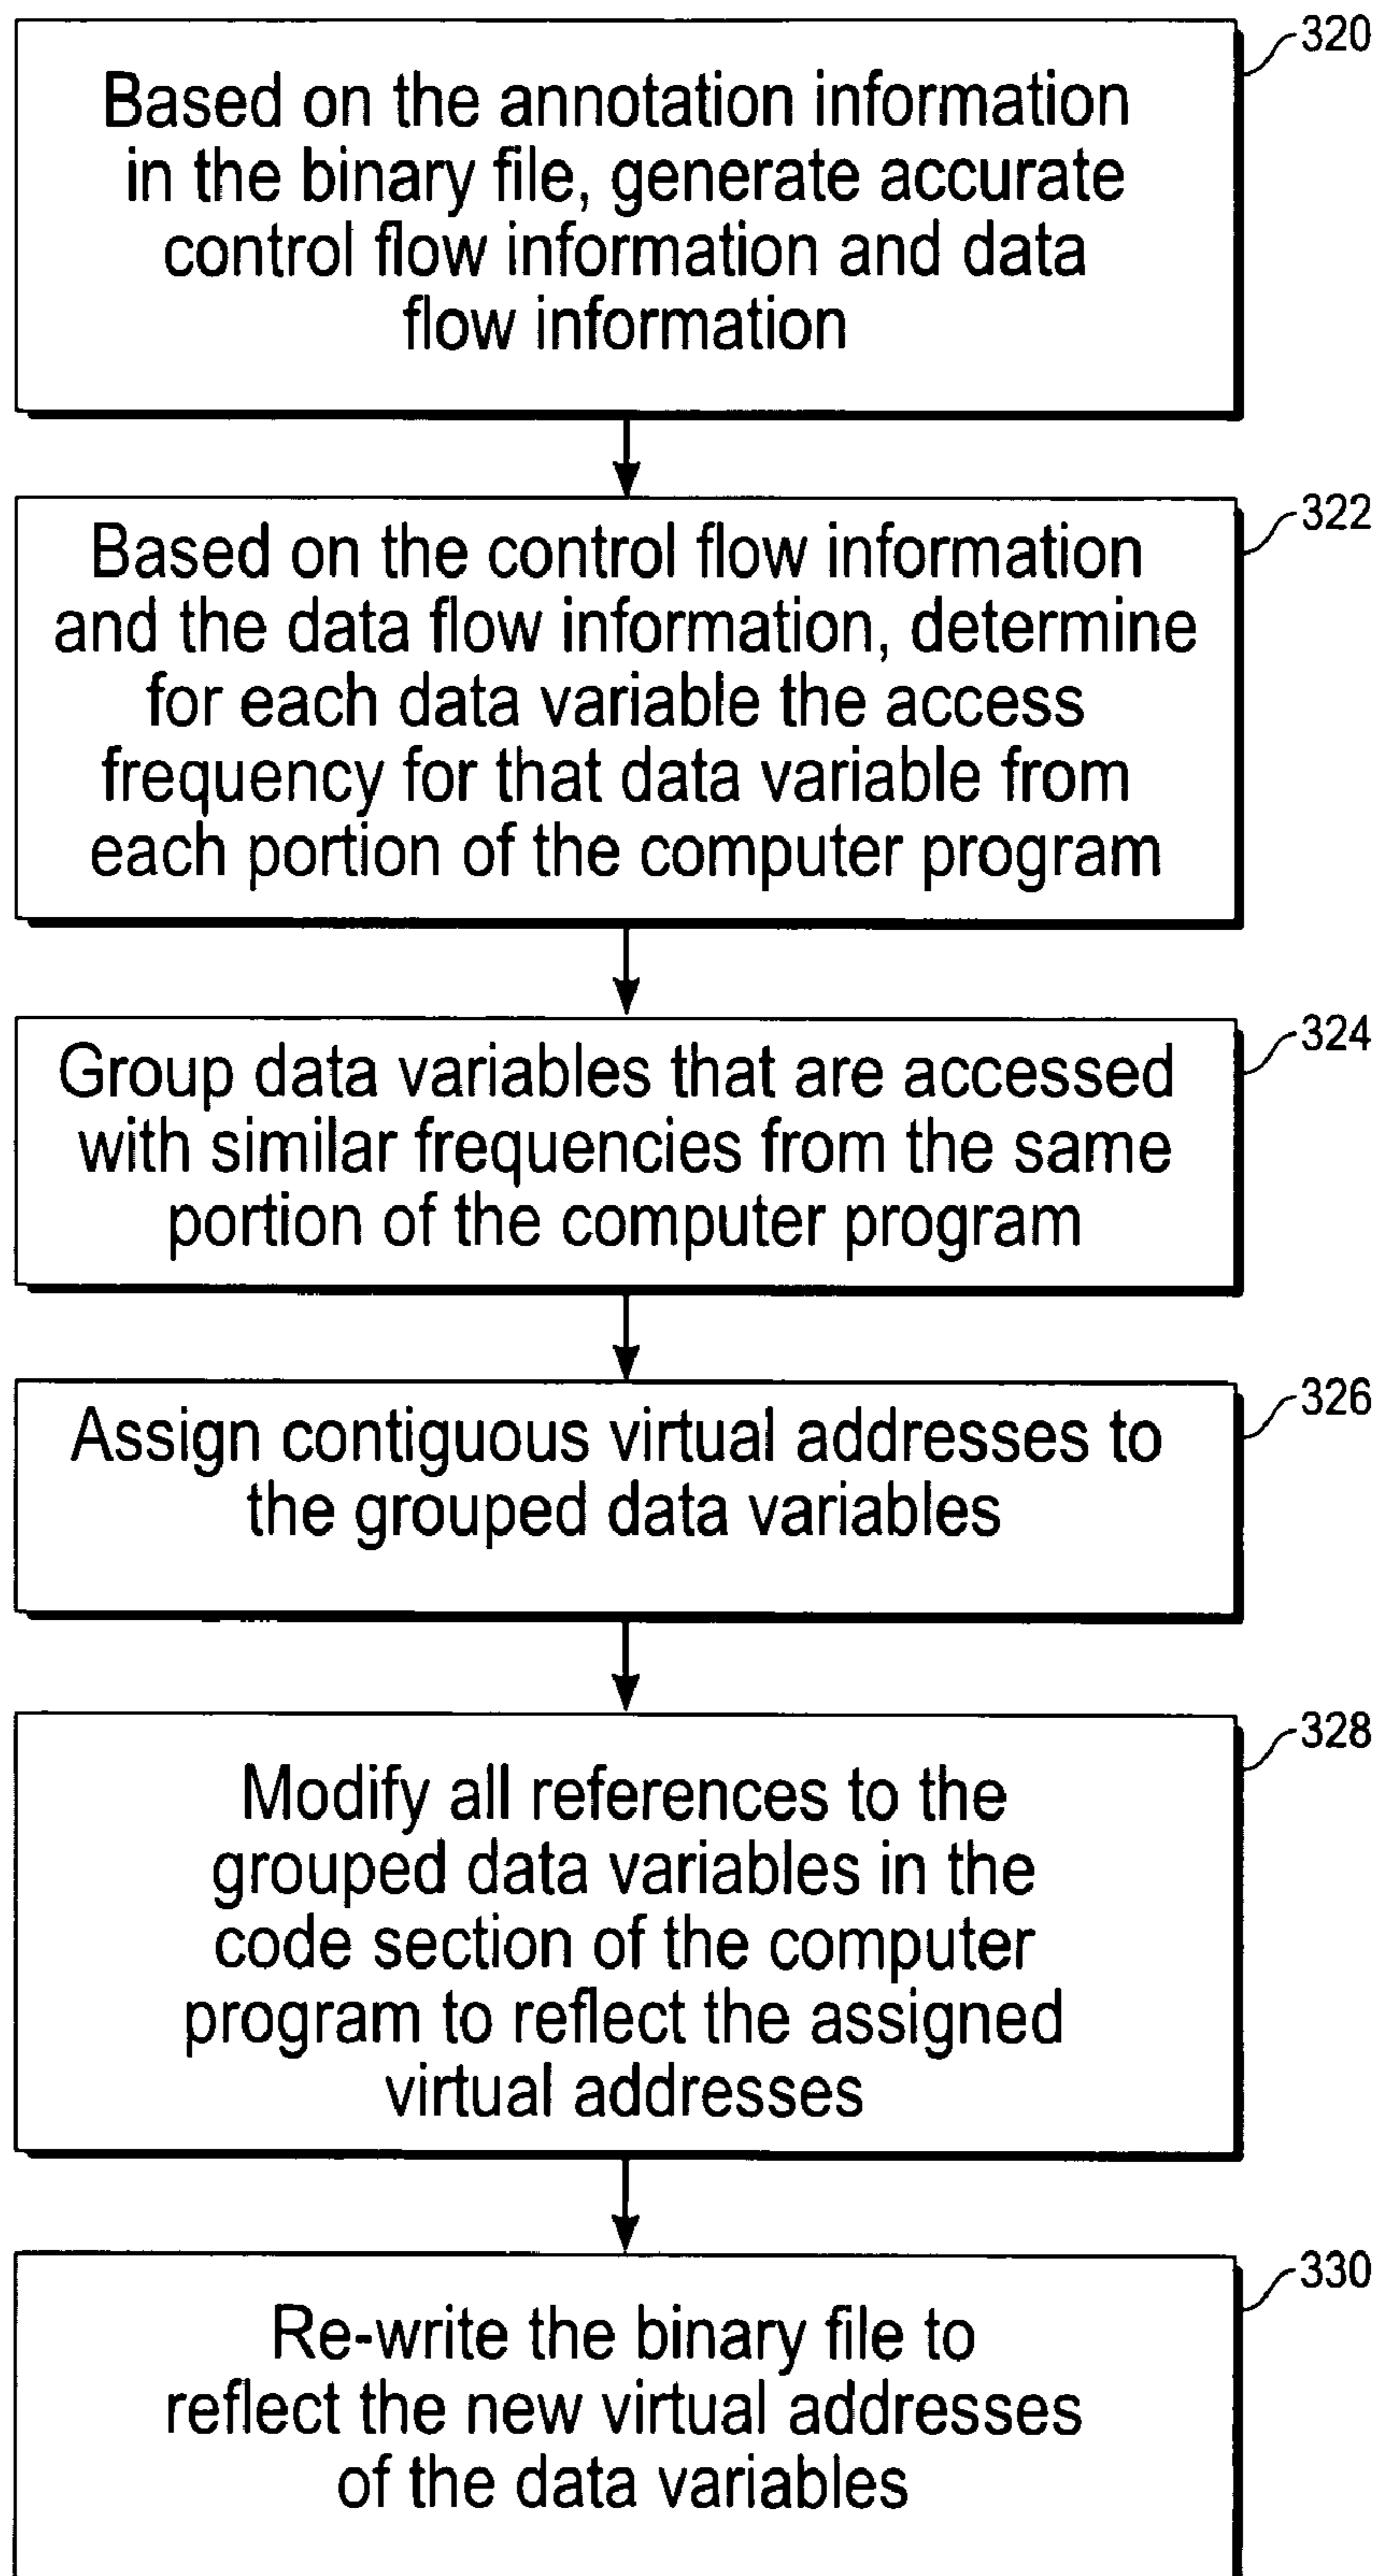 320
Based on the annotation information
in the binary file, generate accurate
control flow information and data
flow information
322
Based on the control flow information
and the data flow information, determine
for each data variable the access
frequency for that data variable from
each portion of the computer program
324
Group data variables that are accessed
with similar frequencies from the same
portion of the computer program
326
Assign contiguous virtual addresses to
the grouped data variables
328
Modify all references to the
grouped data variables in the
code section of the computer
program to reflect the assigned
virtual addresses
330
Re-write the binary file to
reflect the new virtual addresses
of the data variables